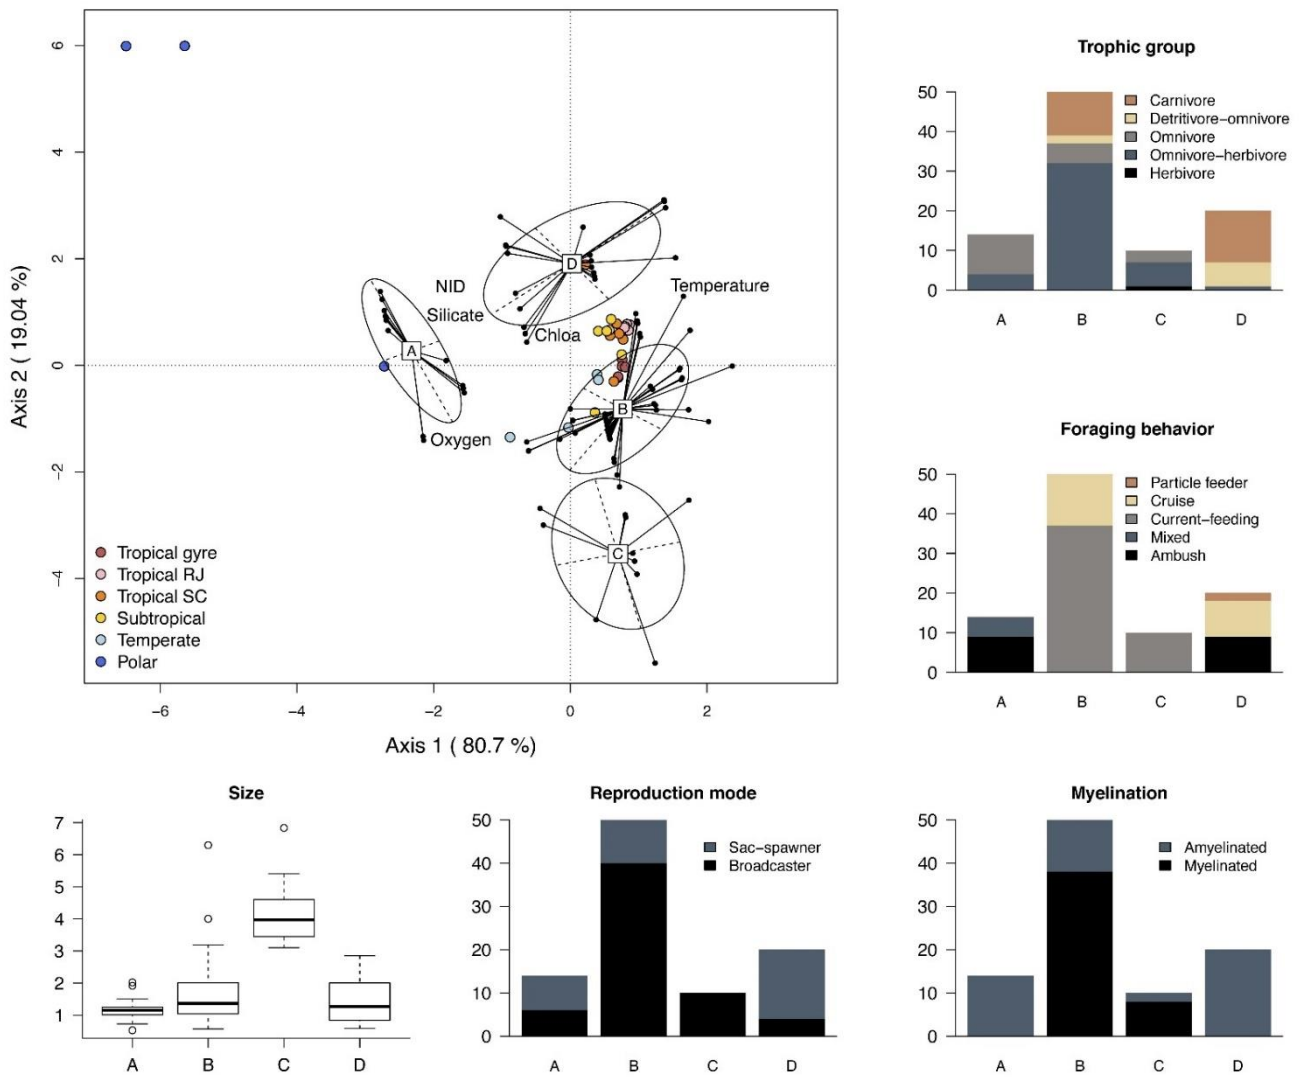 6
4
2
0
−2
−4
Axis 2 ( 19.04 %)
−6
−4
−2
0
2
Axis 1 ( 80.7 %)
A
B
C
D
NID
Silicate
Chloa
Temperature
Oxygen
Tropical gyre
Tropical RJ
Tropical SC
Subtropical
Temperate
Polar
Trophic group
50
40
30
20
10
0
Carnivore
Detritivore−omnivore
Omnivore
Omnivore−herbivore
Herbivore
A B C D
Foraging behavior
50
40
30
20
10
0
Particle feeder
Cruise
Current−feeding
Mixed
Ambush
A B C D
Size
7
6
5
4
3
2
1
A B C D
Reproduction mode
50
40
30
20
10
0
Sac−spawner
Broadcaster
A B C D
Myelination
50
40
30
20
10
0
Amyelinated
Myelinated
A B C D